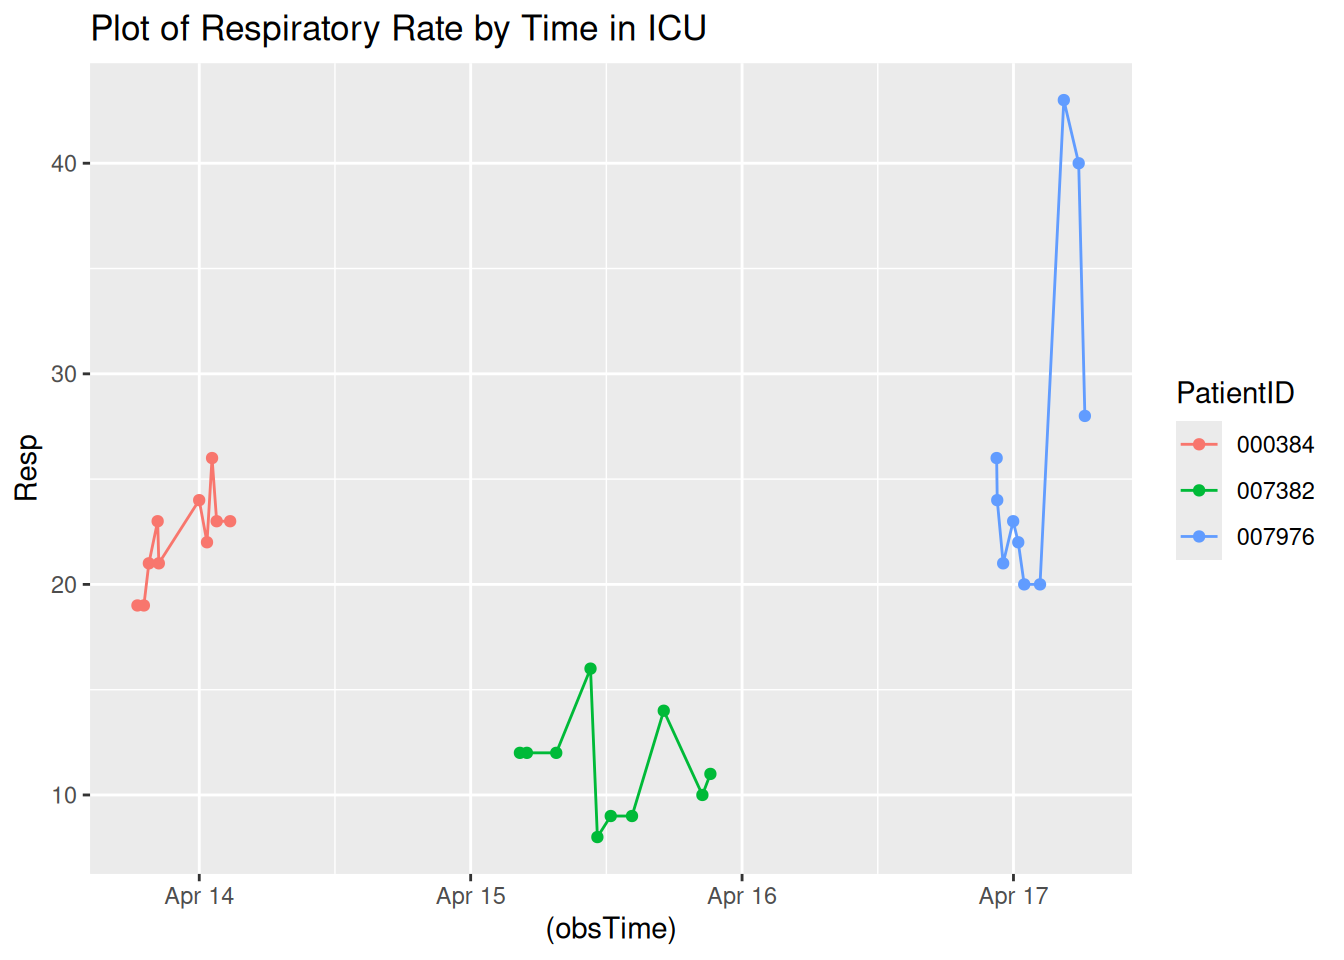 Plot of Respiratory Rate by Time in ICU
40
30
20
10
Resp
Apr 14
Apr 15
Apr 16
Apr 17
(obsTime)
PatientID
000384
007382
007976